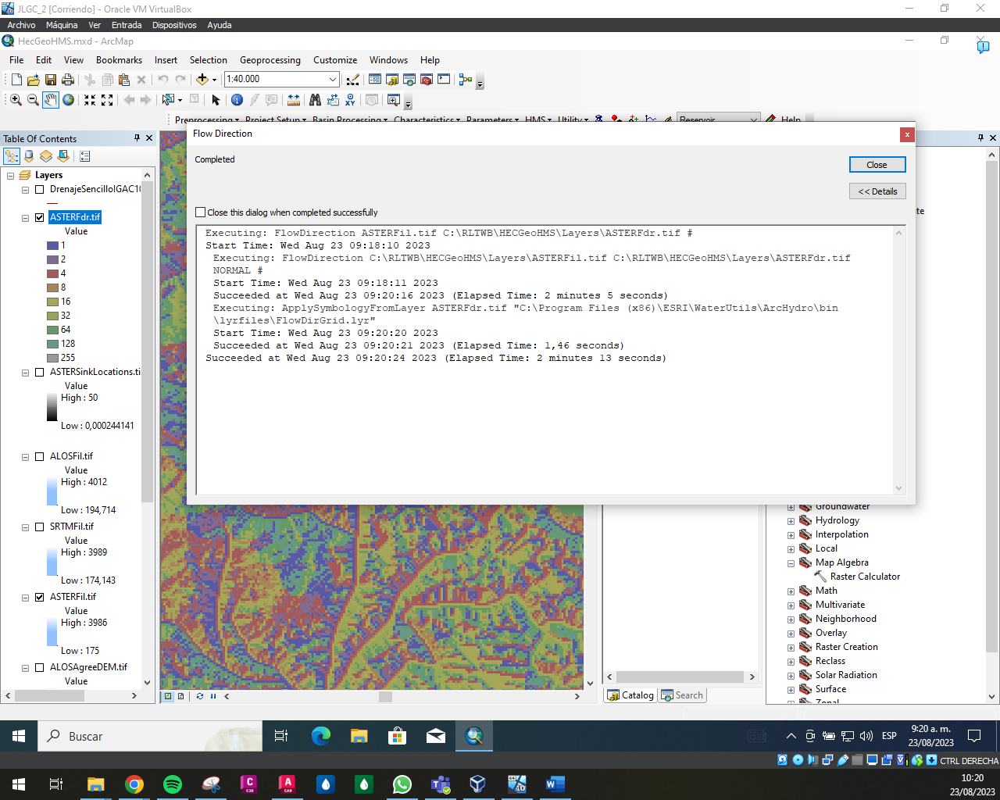 JLGC_2 [Corriendo] - Oracle VM VirtualBox
Archivo Máquina Ver Entrada Dispositivos Ayuda
HecGeoHMS.mxd - ArcMap
File Edit View Bookmarks Insert Selection Geoprocessing Customize Windows Help
1:40.000
Preprocessing Project Setup Basin Processing Characteristics Parameters HMS Utility Reservoir Help
Flow Direction
Completed
Close
<< Details
Close this dialog when completed successfully
Executing: FlowDirection ASTERFil.tif C:\RLTWB\HECGeoHMS\Layers\ASTERFdr.tif #
Start Time: Wed Aug 23 09:18:10 2023
Executing: FlowDirection C:\RLTWB\HECGeoHMS\Layers\ASTERFil.tif C:\RLTWB\HECGeoHMS\Layers\ASTERFdr.tif
NORMAL #
Start Time: Wed Aug 23 09:18:11 2023
Succeeded at Wed Aug 23 09:20:16 2023 (Elapsed Time: 2 minutes 5 seconds)
Executing: ApplySymbologyFromLayer ASTERFdr.tif "C:\Program Files (x86)\ESRI\WaterUtils\ArcHydro\bin
\lyrfiles\FlowDirGrid.lyr"
Start Time: Wed Aug 23 09:20:20 2023
Succeeded at Wed Aug 23 09:20:21 2023 (Elapsed Time: 1,46 seconds)
Succeeded at Wed Aug 23 09:20:24 2023 (Elapsed Time: 2 minutes 13 seconds)
Table Of Contents
Layers
DrenajeSencilloIGAC10
ASTERFdr.tif
Value
1
2
4
8
16
32
64
128
255
ASTERSinkLocations.ti
Value
High : 50
Low : 0,000244141
ALOSFil.tif
Value
High : 4012
Low : 194,714
SRTMFil.tif
Value
High : 3989
Low : 174,143
ASTERFil.tif
Value
High : 3986
Low : 175
ALOSAgreeDEM.tif
Value
te
Groundwater
Hydrology
Interpolation
Local
Map Algebra
Raster Calculator
Math
Multivariate
Neighborhood
Overlay
Raster Creation
Reclass
Solar Radiation
Surface
Zonal
Catalog Search
Buscar
ESP
9:20 a. m.
23/08/2023
CTRL DERECHA
10:20
23/08/2023